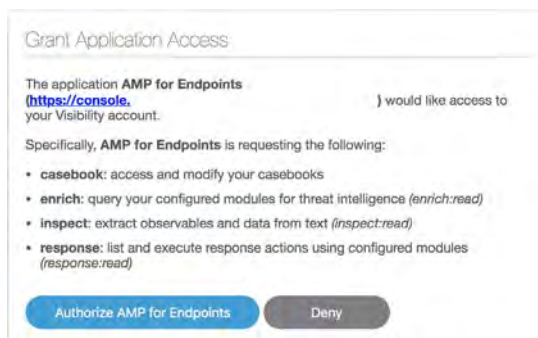 Grant Application Access
The application AMP for Endpoints
(https://console. ) would like access to
your Visibility account.
Specifically, AMP for Endpoints is requesting the following:
• casebook: access and modify your casebooks
• enrich: query your configured modules for threat intelligence (enrich:read)
• inspect: extract observables and data from text (inspect:read)
• response: list and execute response actions using configured modules
(response:read)
Authorize AMP for Endpoints Deny